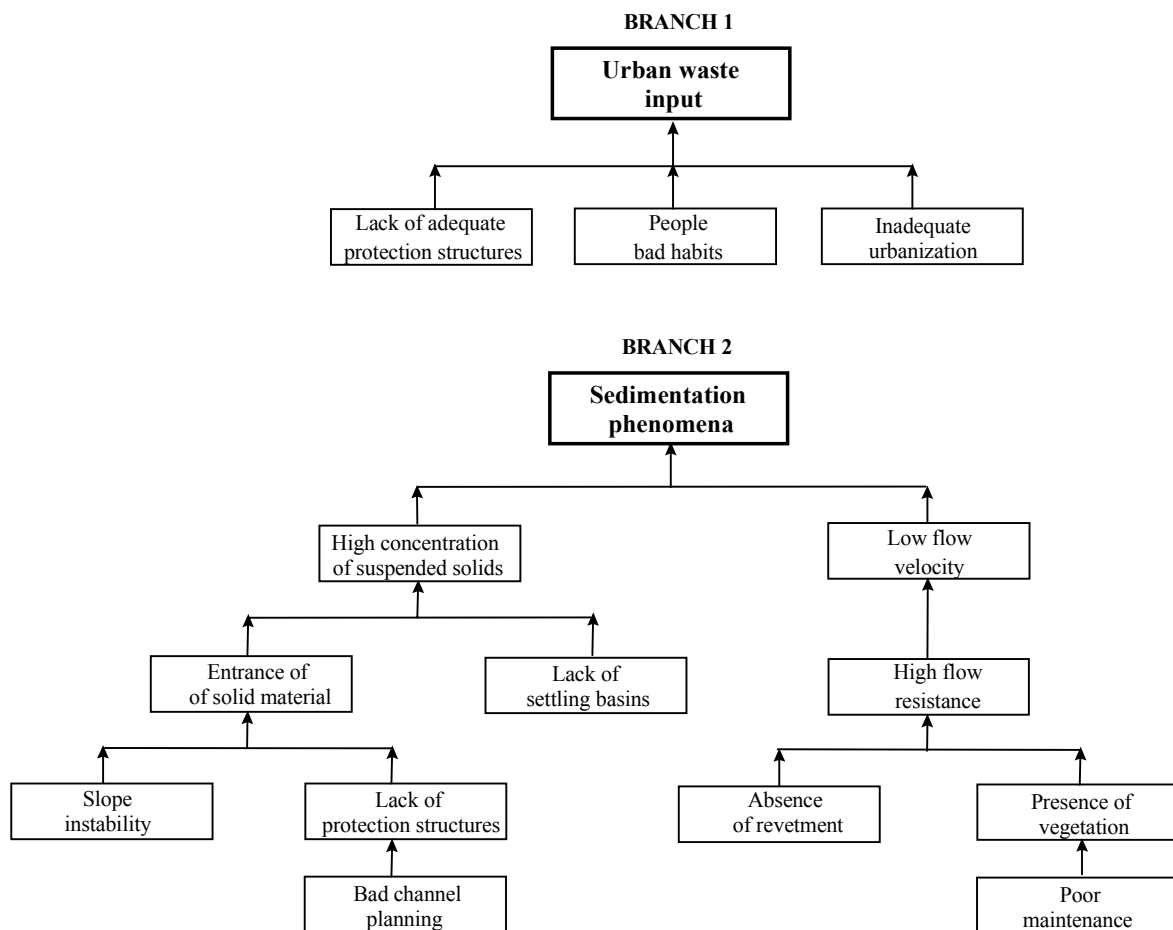 BRANCH 1
Urban waste
input
Lack of adequate
protection structures
People
bad habits
Inadequate
urbanization
BRANCH 2
Sedimentation
phenomena
High concentration
of suspended solids
Low flow
velocity
Entrance of
of solid material
Lack of
settling basins
High flow
resistance
Slope
instability
Lack of
protection structures
Absence
of revetment
Presence of
vegetation
Bad channel
planning
Poor
maintenance